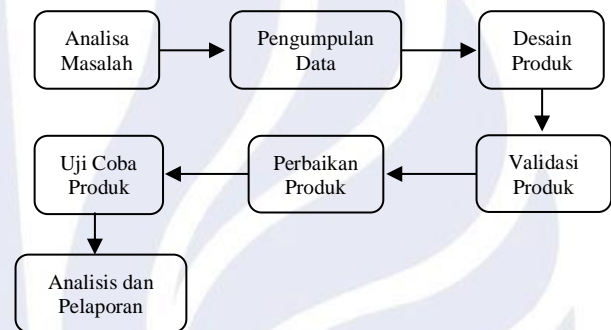 Analisa
Masalah
Pengumpulan
Data
Desain
Produk
Validasi
Produk
Perbaikan
Produk
Uji Coba
Produk
Analisis dan
Pelaporan